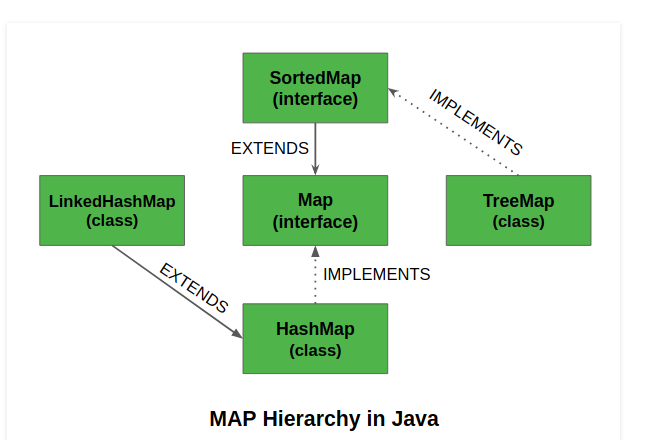 SortedMap
(interface)
IMPLEMENTS
EXTENDS
LinkedHashMap
(class)
Map
(interface)
TreeMap
(class)
EXTENDS
IMPLEMENTS
HashMap
(class)
MAP Hierarchy in Java